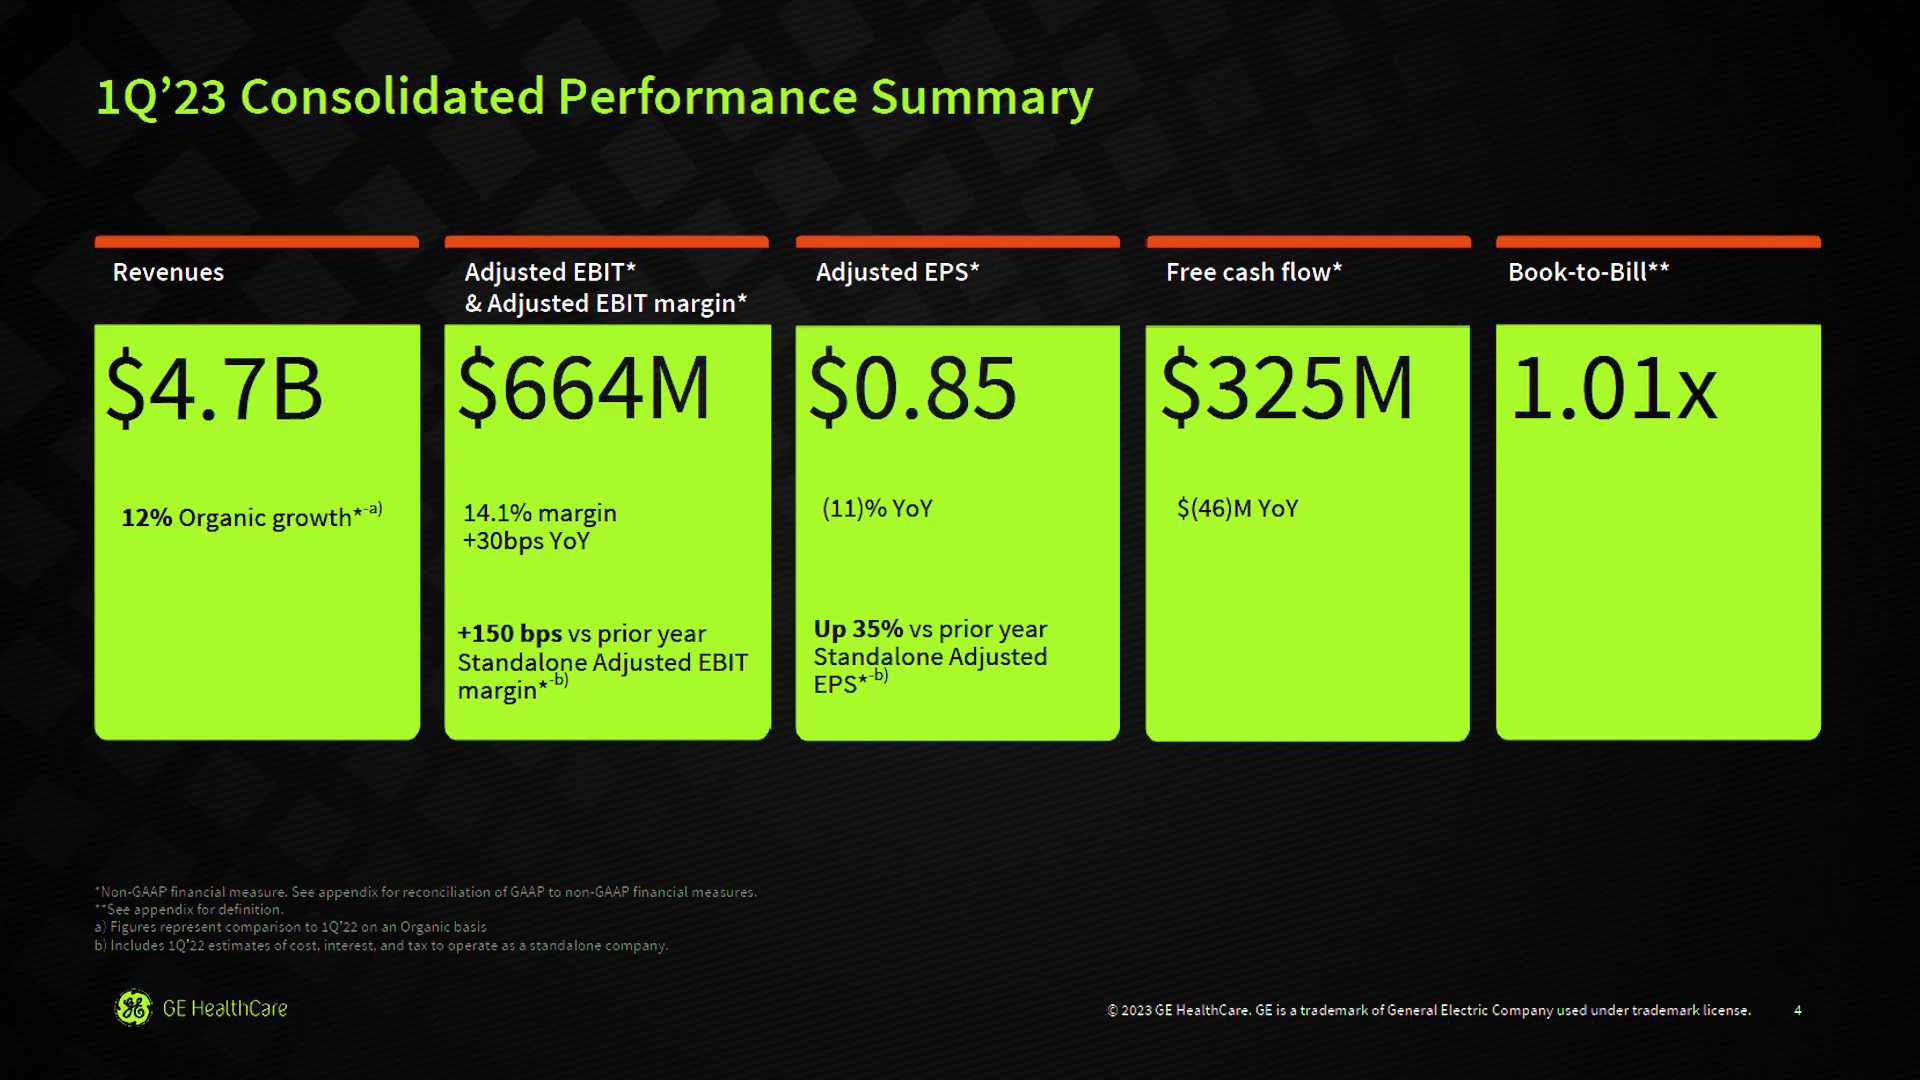 1Q’23 Consolidated Performance Summary
Revenues
$4.7B
12% Organic growth*-a)
Adjusted EBIT*
& Adjusted EBIT margin*
$664M
14.1% margin
+30bps YoY
+150 bps vs prior year
Standalone Adjusted EBIT
margin*-b)
Adjusted EPS*
$0.85
(11)% YoY
Up 35% vs prior year
Standalone Adjusted
EPS*-b)
Free cash flow*
$325M
$(46)M YoY
Book-to-Bill**
1.01x
*Non-GAAP financial measure. See appendix for reconciliation of GAAP to non-GAAP financial measures.
**See appendix for definition.
a) Figures represent comparison to 1Q’22 on an Organic basis
b) Includes 1Q’22 estimates of cost, interest, and tax to operate as a standalone company.
GE HealthCare
© 2023 GE HealthCare. GE is a trademark of General Electric Company used under trademark license.
4